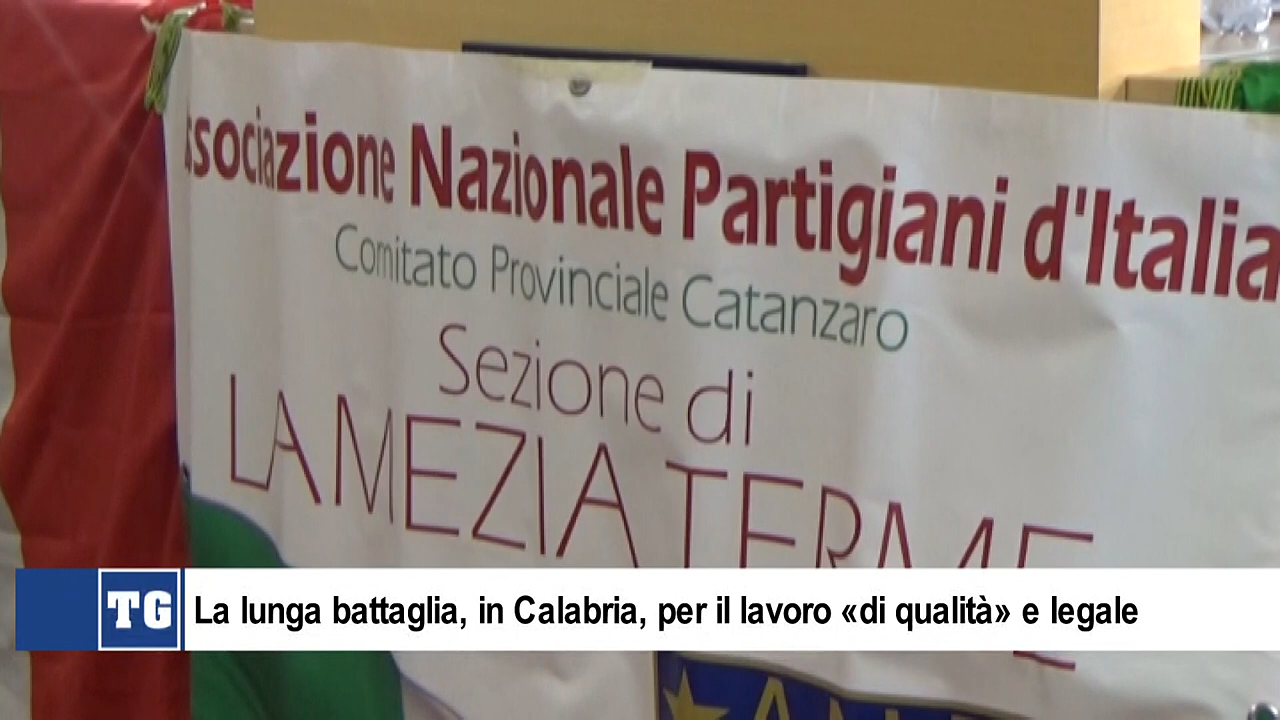 ssociazione Nazionale Partigiani d'Italia
Comitato Provinciale Catanzaro
Sezione di
LAMEZIA TERME
TG
La lunga battaglia, in Calabria, per il lavoro «di qualità» e legale